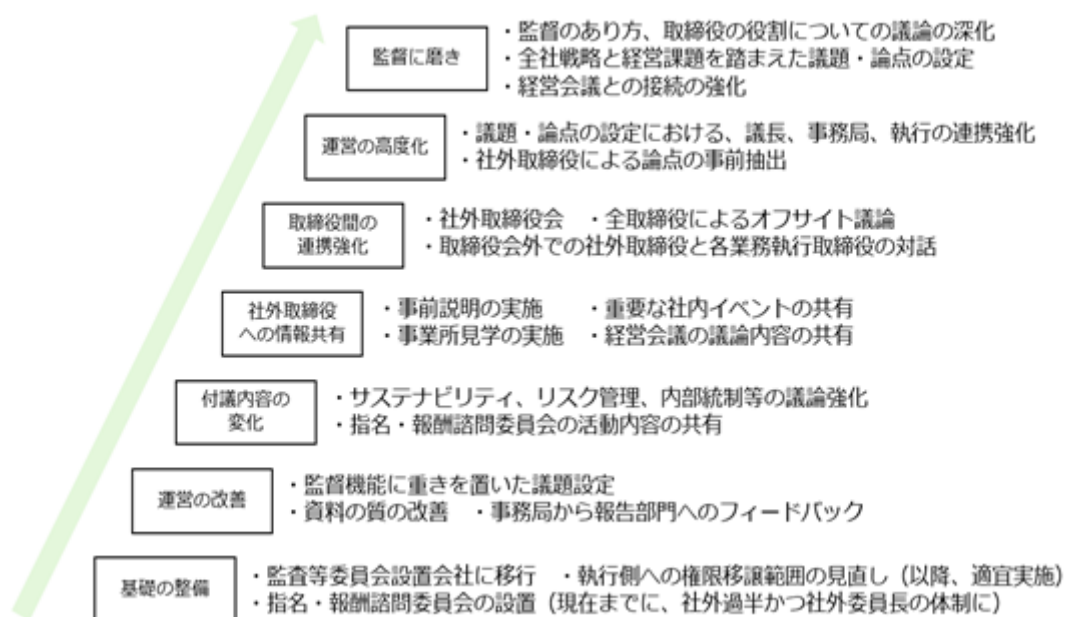 監督に磨き
・監督のあり方、取締役の役割についての議論の深化
・全社戦略と経営課題を踏まえた議題・論点の設定
・経営会議との接続の強化
運営の高度化
・議題・論点の設定における、議長、事務局、執行の連携強化
・社外取締役による論点の事前抽出
取締役間の
連携強化
・社外取締役会 ・全取締役によるオフサイト議論
・取締役会外での社外取締役と各業務執行取締役の対話
社外取締役
への情報共有
・事前説明の実施 ・重要な社内イベントの共有
・事業所見学の実施 ・経営会議の議論内容の共有
付議内容の
変化
・サステナビリティ、リスク管理、内部統制等の議論強化
・指名・報酬諮問委員会の活動内容の共有
運営の改善
・監督機能に重きを置いた議題設定
・資料の質の改善 ・事務局から報告部門へのフィードバック
基礎の整備
・監査等委員会設置会社に移行 ・執行側への権限移譲範囲の見直し（以降、適宜実施）
・指名・報酬諮問委員会の設置（現在までに、社外過半かつ社外委員長の体制に）